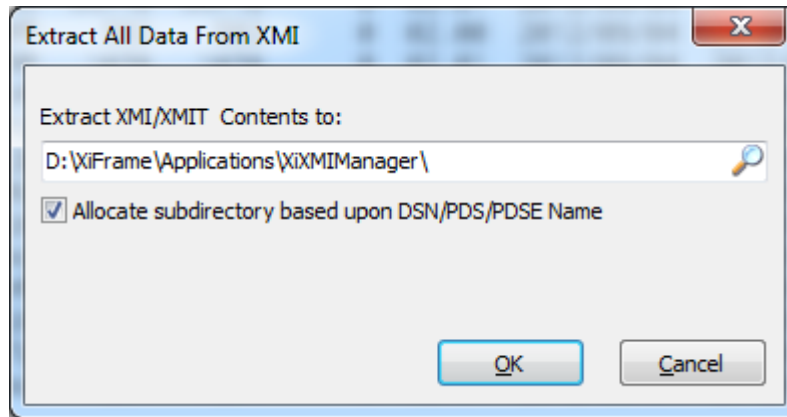 Extract All Data From XMI
Extract XMI/XMIT  Contents to:
D:\XiFrame\Applications\XiXMIManager\
Allocate subdirectory based upon DSN/PDS/PDSE Name
OK
Cancel